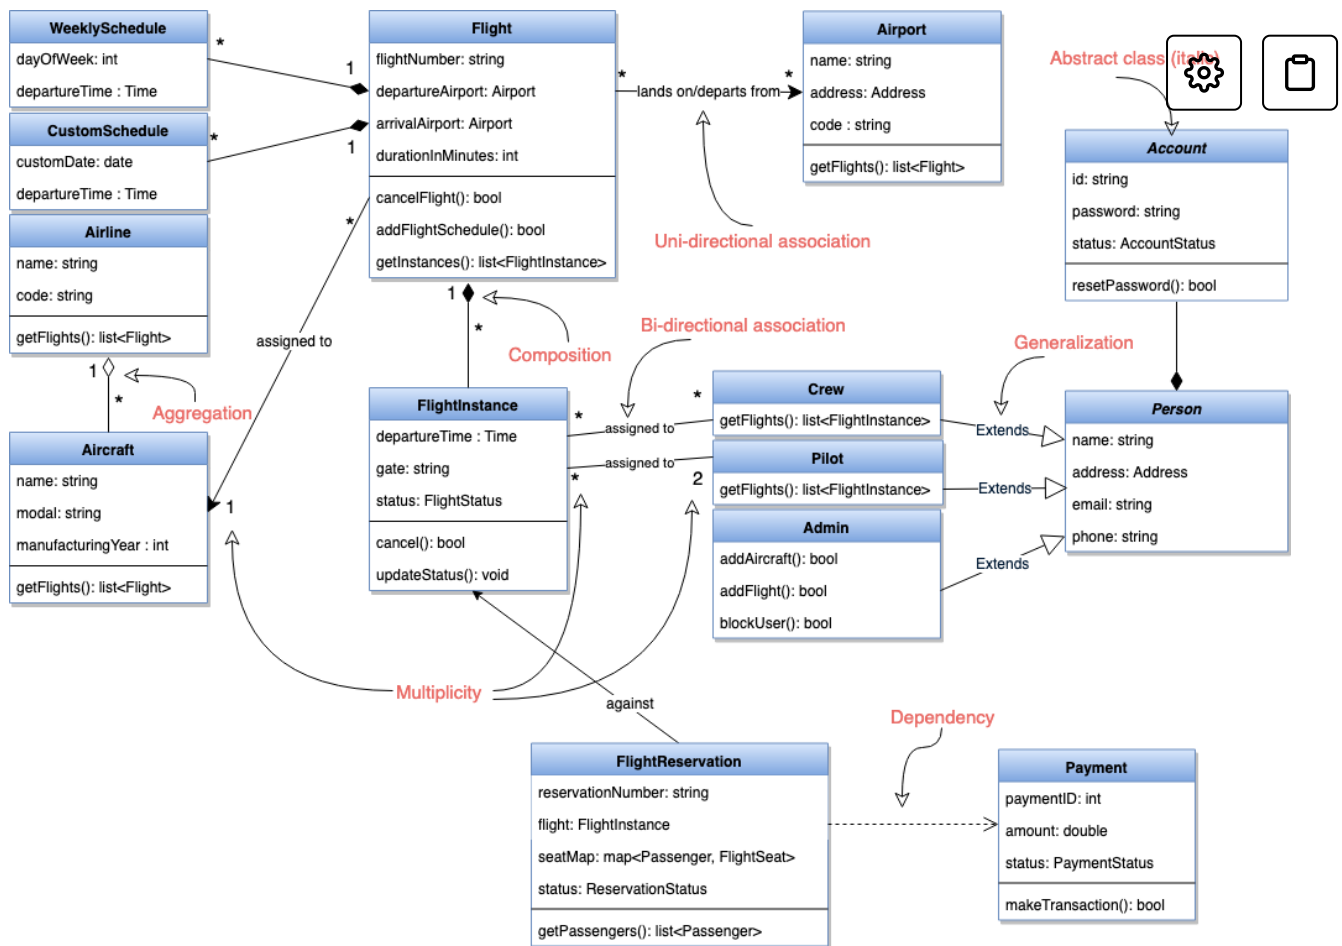 WeeklySchedule
dayOfWeek: int
departureTime : Time
*
1
CustomSchedule
customDate: date
departureTime : Time
*
1
Flight
flightNumber: string
departureAirport: Airport
arrivalAirport: Airport
durationInMinutes: int
cancelFlight(): bool
addFlightSchedule(): bool
getInstances(): list<FlightInstance>
*
lands on/departs from
*
Airport
name: string
address: Address
code : string
getFlights(): list<Flight>
Uni-directional association
Abstract class (italic)
Account
id: string
password: string
status: AccountStatus
resetPassword(): bool
Airline
name: string
code: string
getFlights(): list<Flight>
1
*
Aggregation
*
assigned to
1
1
*
Composition
Bi-directional association
Generalization
Aircraft
name: string
modal: string
manufacturingYear : int
getFlights(): list<Flight>
FlightInstance
departureTime : Time
gate: string
status: FlightStatus
cancel(): bool
updateStatus(): void
*
assigned to
*
*
assigned to
2
Crew
getFlights(): list<FlightInstance>
Pilot
getFlights(): list<FlightInstance>
Admin
addAircraft(): bool
addFlight(): bool
blockUser(): bool
Extends
Extends
Extends
Person
name: string
address: Address
email: string
phone: string
Multiplicity
against
Dependency
FlightReservation
reservationNumber: string
flight: FlightInstance
seatMap: map<Passenger, FlightSeat>
status: ReservationStatus
getPassengers(): list<Passenger>
Payment
paymentID: int
amount: double
status: PaymentStatus
makeTransaction(): bool